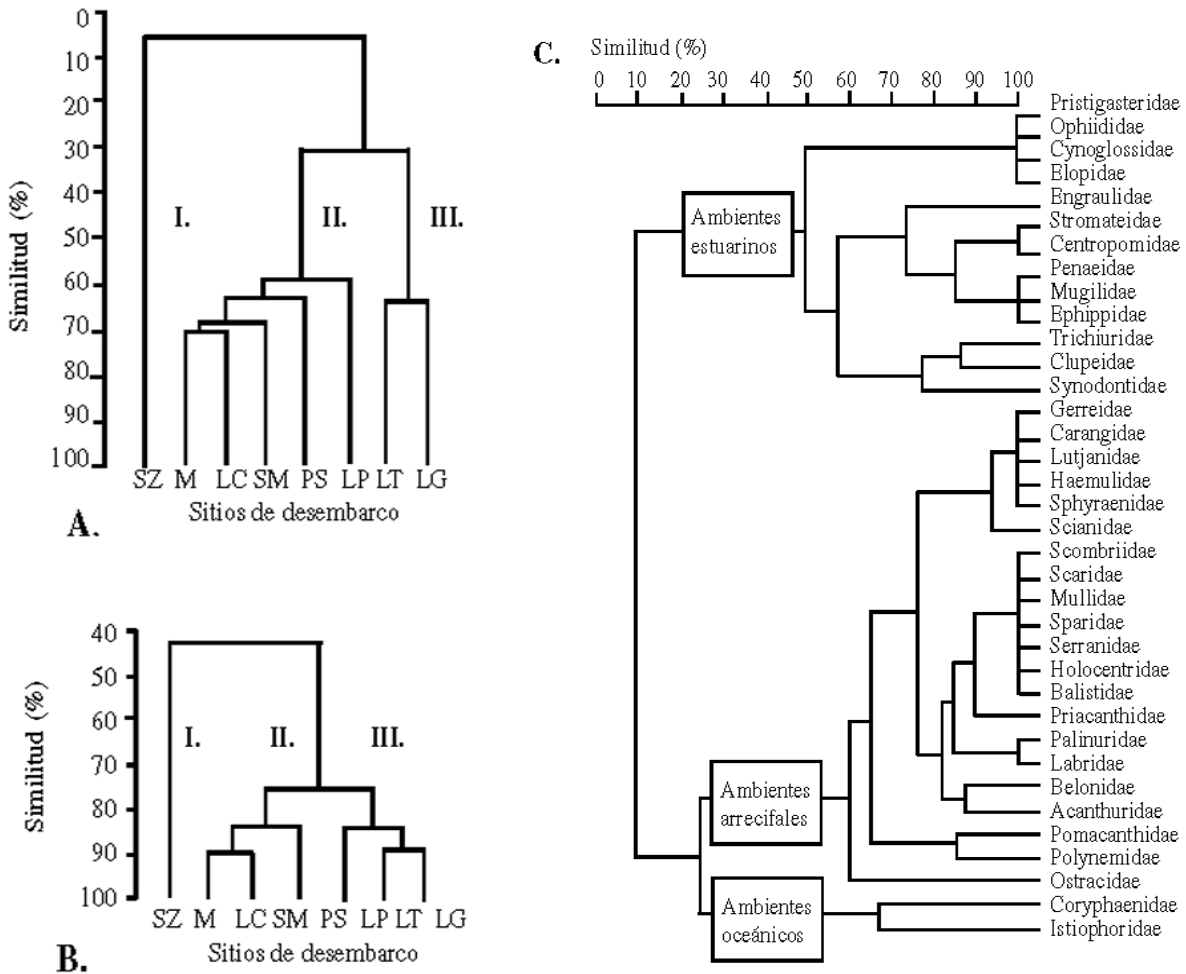 0
10
20
30
40
50
60
70
80
90
100
Similitud (%)
I.
II.
III.
SZ M LC SM PS LP LT LG
Sitios de desembarco
A.
40
50
60
70
80
90
100
Similitud (%)
I.
II.
III.
SZ M LC SM PS LP LT LG
Sitios de desembarco
B.
C.
Similitud (%)
0 10 20 30 40 50 60 70 80 90 100
Pristigasteridae
Ophiididae
Cynoglossidae
Elopidae
Engraulidae
Stromateidae
Centropomidae
Penaeidae
Mugilidae
Ephippidae
Trichiuridae
Clupeidae
Synodontidae
Gerreidae
Carangidae
Lutjanidae
Haemulidae
Sphyraenidae
Scianidae
Scombriidae
Scaridae
Mullidae
Sparidae
Serranidae
Holocentridae
Balistidae
Priacanthidae
Palinuridae
Labridae
Belonidae
Acanthuridae
Pomacanthidae
Polynemidae
Ostracidae
Coryphaenidae
Istiophoridae
Ambientes
estuarinos
Ambientes
arrecifales
Ambientes
oceánicos